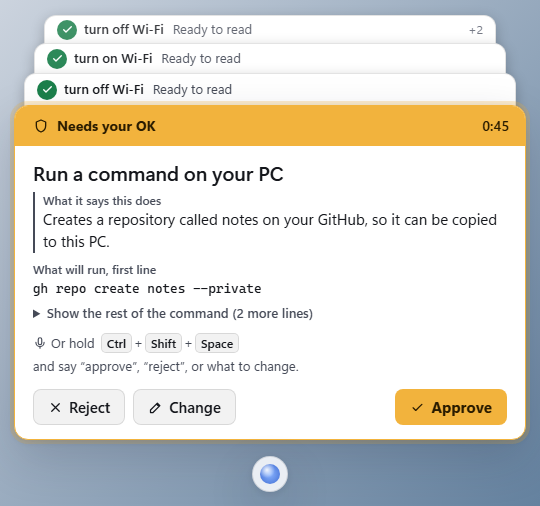 turn off Wi-Fi Ready to read +2
turn on Wi-Fi Ready to read
turn off Wi-Fi Ready to read
Needs your OK 0:45
Run a command on your PC
What it says this does
Creates a repository called notes on your GitHub, so it can be copied
to this PC.
What will run, first line
gh repo create notes --private
Show the rest of the command (2 more lines)
Or hold Ctrl + Shift + Space
and say “approve”, “reject”, or what to change.
Reject Change Approve